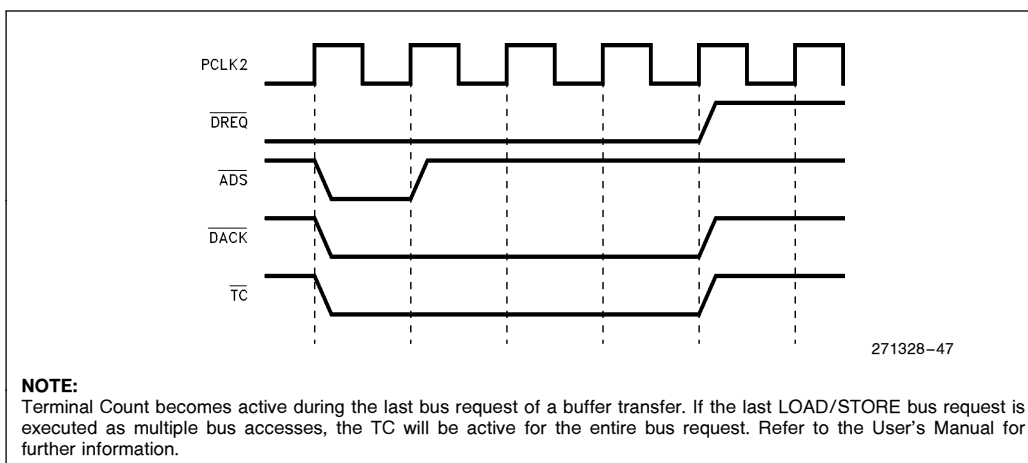 PCLK2
DREQ
ADS
DACK
TC
271328–47
NOTE:
Terminal Count becomes active during the last bus request of a buffer transfer. If the last LOAD/STORE bus request is
executed as multiple bus accesses, the TC will be active for the entire bus request. Refer to the User's Manual for
further information.